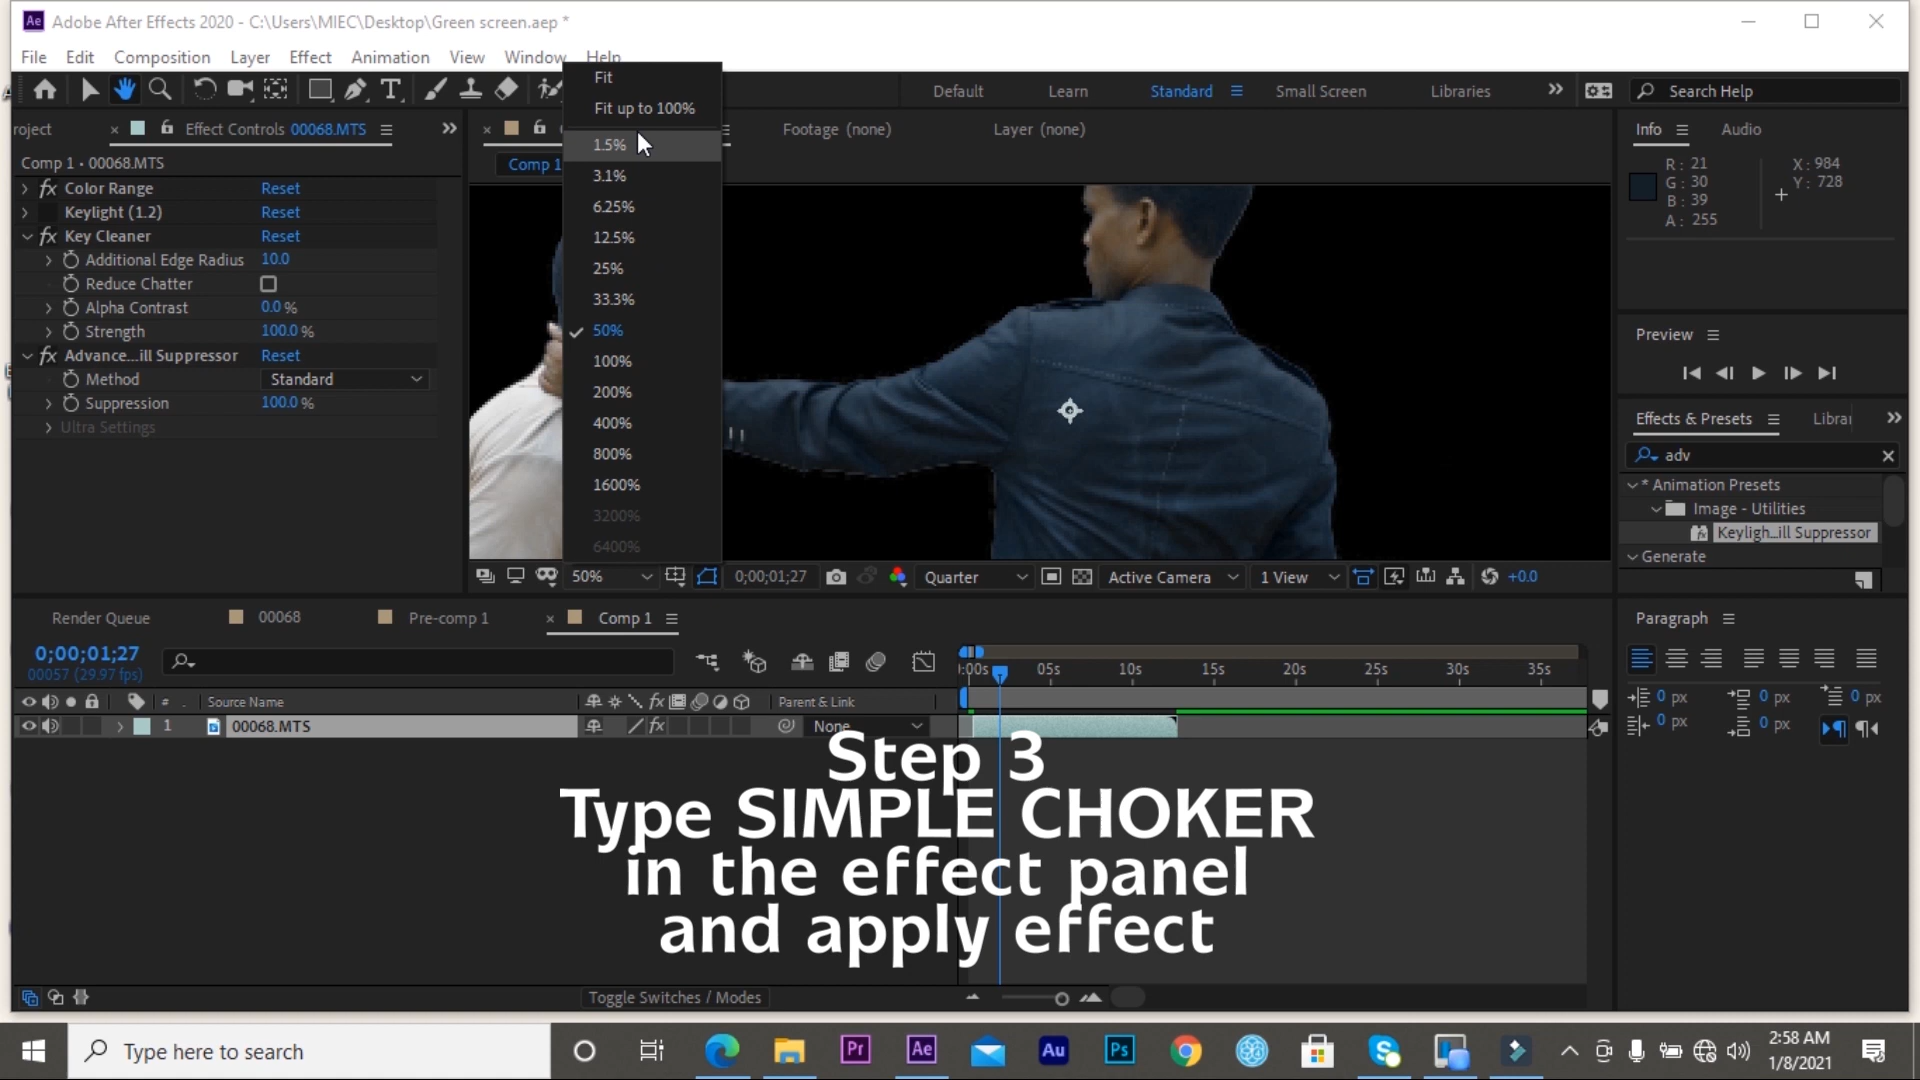 Adobe After Effects 2020 - C:\Users\MIEC\Desktop\Green screen.aep *
File Edit Composition Layer Effect Animation View Window Help
Default Learn Standard Small Screen Libraries Search Help
roject Effect Controls 00068.MTS
Footage (none) Layer (none)
Info Audio
Comp 1 • 00068.MTS
Comp 1
Color Range Reset
Keylight (1.2) Reset
Key Cleaner Reset
Additional Edge Radius 10.0
Reduce Chatter
Alpha Contrast 0.0 %
Strength 100.0 %
Advance...ill Suppressor Reset
Method Standard
Suppression 100.0 %
Ultra Settings
Fit
Fit up to 100%
1.5%
3.1%
6.25%
12.5%
25%
33.3%
50%
100%
200%
400%
800%
1600%
3200%
6400%
R: 21
G: 30
B: 39
A: 255
X: 984
Y: 728
Preview
Effects & Presets Librar
adv
* Animation Presets
Image - Utilities
Keyligh...ill Suppressor
Generate
50% 0;00;01;27 Quarter Active Camera 1 View +0.0
Render Queue 00068 Pre-comp 1 Comp 1
0;00;01;27
00057 (29.97 fps)
):00s 05s 10s 15s 20s 25s 30s 35s
# Source Name Parent & Link
1 00068.MTS None
Paragraph
0 px 0 px 0 px
0 px 0 px
Step 3
Type SIMPLE CHOKER
in the effect panel
and apply effect
Toggle Switches / Modes
Type here to search
Pr Ae Au Ps
2:58 AM
1/8/2021